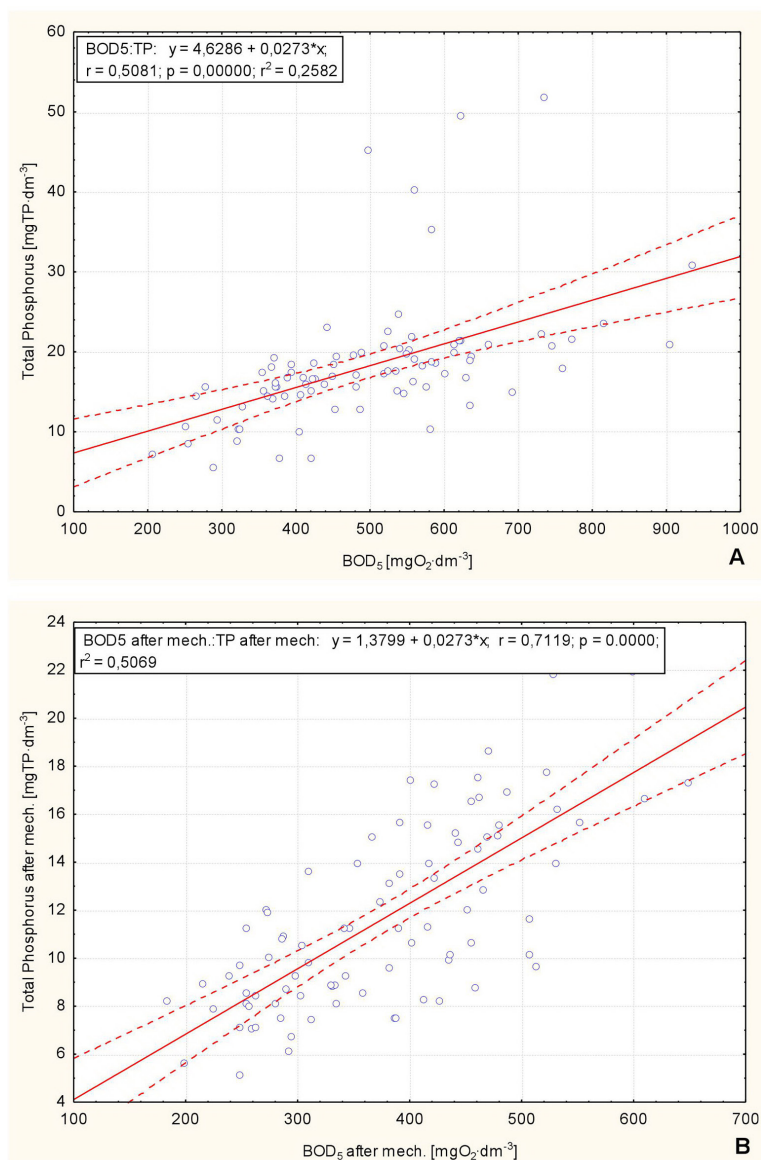 BOD5:TP: y = 4,6286 + 0,0273*x;
r = 0,5081; p = 0,00000; r² = 0,2582
60
50
40
30
20
10
0
Total Phosphorus [mgTP·dm⁻³]
100 200 300 400 500 600 700 800 900 1000
BOD₅ [mgO₂·dm⁻³]
A
BOD5 after mech.:TP after mech: y = 1,3799 + 0,0273*x; r = 0,7119; p = 0.0000;
r² = 0,5069
24
22
20
18
16
14
12
10
8
6
4
Total Phosphorus after mech. [mgTP·dm⁻³]
100 200 300 400 500 600 700
BOD₅ after mech. [mgO₂·dm⁻³]
B